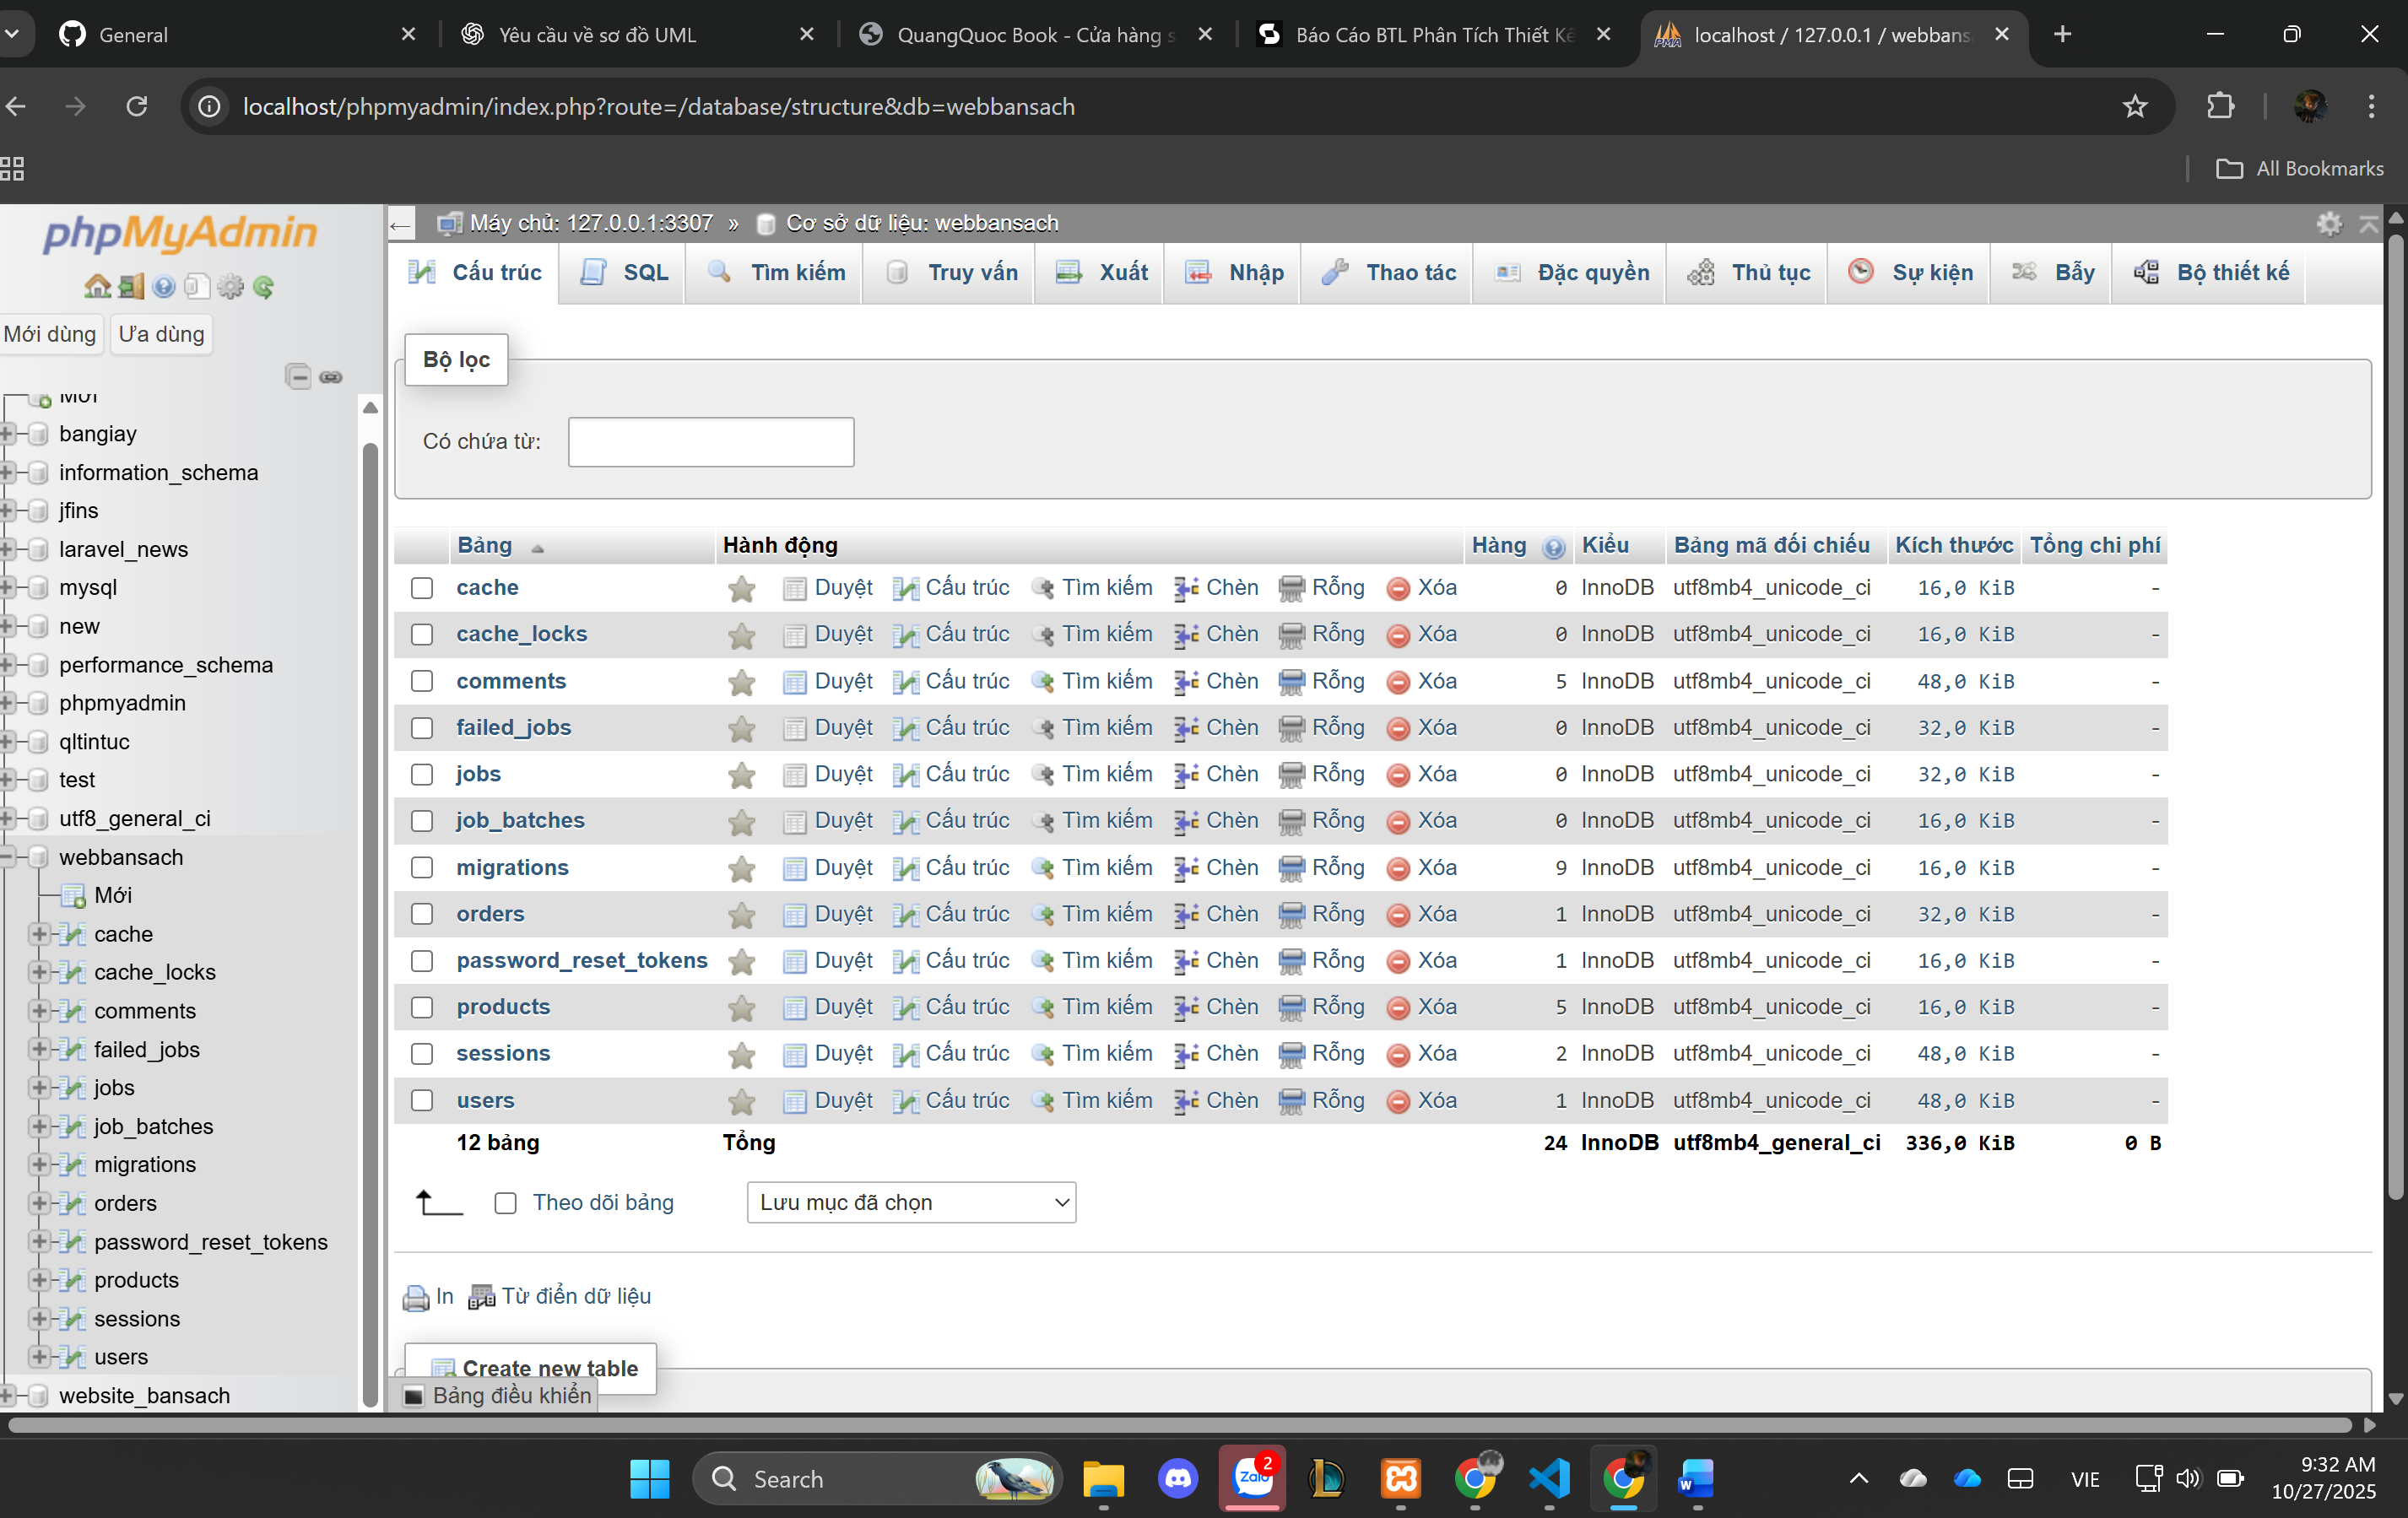 General
Yêu cầu về sơ đồ UML
QuangQuoc Book - Cửa hàng s
Báo Cáo BTL Phân Tích Thiết Kế
localhost / 127.0.0.1 / webbans
localhost/phpmyadmin/index.php?route=/database/structure&db=webbansach
All Bookmarks
phpMyAdmin
Mới dùng
Ưa dùng
Mới
bangiay
information_schema
jfins
laravel_news
mysql
new
performance_schema
phpmyadmin
qltintuc
test
utf8_general_ci
webbansach
Mới
cache
cache_locks
comments
failed_jobs
jobs
job_batches
migrations
orders
password_reset_tokens
products
sessions
users
website_bansach
Máy chủ: 127.0.0.1:3307 » Cơ sở dữ liệu: webbansach
Cấu trúc SQL Tìm kiếm Truy vấn Xuất Nhập Thao tác Đặc quyền Thủ tục Sự kiện Bẫy Bộ thiết kế
Bộ lọc
Có chứa từ:
Bảng Hành động Hàng Kiểu Bảng mã đối chiếu Kích thước Tổng chi phí
cache Duyệt Cấu trúc Tìm kiếm Chèn Rỗng Xóa 0 InnoDB utf8mb4_unicode_ci 16,0 KiB -
cache_locks Duyệt Cấu trúc Tìm kiếm Chèn Rỗng Xóa 0 InnoDB utf8mb4_unicode_ci 16,0 KiB -
comments Duyệt Cấu trúc Tìm kiếm Chèn Rỗng Xóa 5 InnoDB utf8mb4_unicode_ci 48,0 KiB -
failed_jobs Duyệt Cấu trúc Tìm kiếm Chèn Rỗng Xóa 0 InnoDB utf8mb4_unicode_ci 32,0 KiB -
jobs Duyệt Cấu trúc Tìm kiếm Chèn Rỗng Xóa 0 InnoDB utf8mb4_unicode_ci 32,0 KiB -
job_batches Duyệt Cấu trúc Tìm kiếm Chèn Rỗng Xóa 0 InnoDB utf8mb4_unicode_ci 16,0 KiB -
migrations Duyệt Cấu trúc Tìm kiếm Chèn Rỗng Xóa 9 InnoDB utf8mb4_unicode_ci 16,0 KiB -
orders Duyệt Cấu trúc Tìm kiếm Chèn Rỗng Xóa 1 InnoDB utf8mb4_unicode_ci 32,0 KiB -
password_reset_tokens Duyệt Cấu trúc Tìm kiếm Chèn Rỗng Xóa 1 InnoDB utf8mb4_unicode_ci 16,0 KiB -
products Duyệt Cấu trúc Tìm kiếm Chèn Rỗng Xóa 5 InnoDB utf8mb4_unicode_ci 16,0 KiB -
sessions Duyệt Cấu trúc Tìm kiếm Chèn Rỗng Xóa 2 InnoDB utf8mb4_unicode_ci 48,0 KiB -
users Duyệt Cấu trúc Tìm kiếm Chèn Rỗng Xóa 1 InnoDB utf8mb4_unicode_ci 48,0 KiB -
12 bảng Tổng 24 InnoDB utf8mb4_general_ci 336,0 KiB 0 B
Theo dõi bảng
Lưu mục đã chọn
In Từ điển dữ liệu
Create new table
Bảng điều khiển
Search
Zalo
2
VIE
9:32 AM
10/27/2025